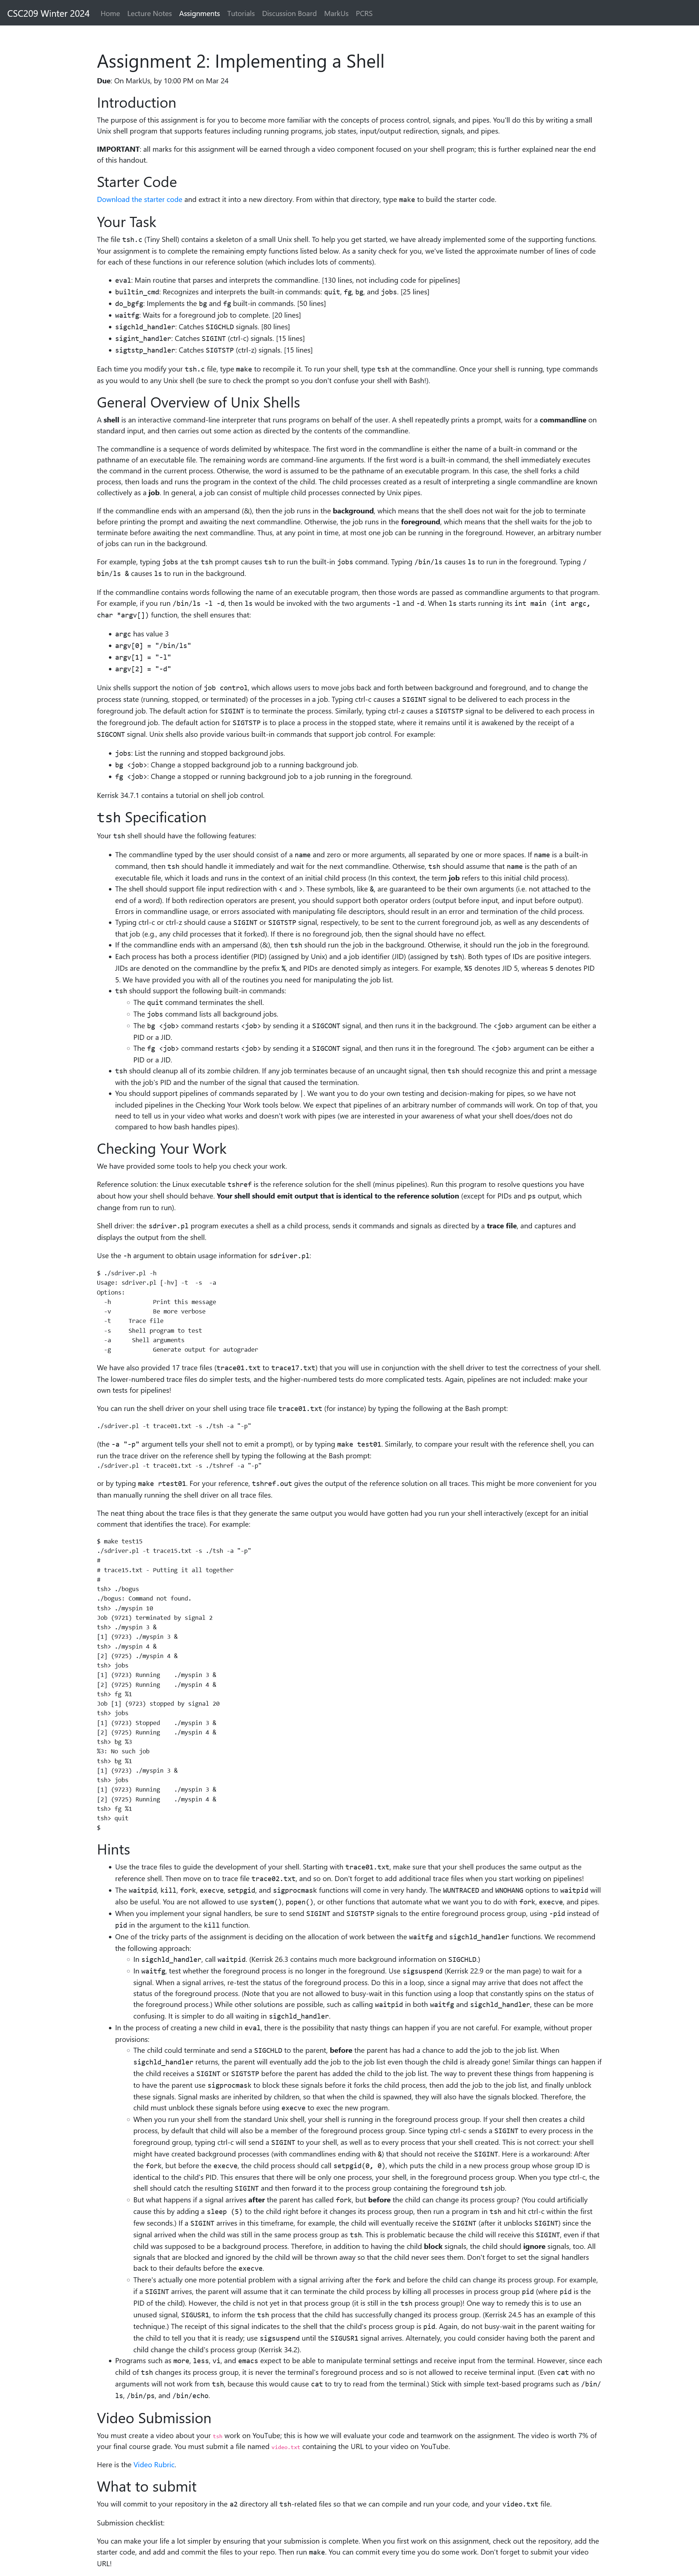 CSC209 Winter 2024 Home Lecture Notes Assignments Tutorials Discussion Board MarkUs PCRS
Assignment 2: Implementing a Shell
Due: On MarkUs, by 10:00 PM on Mar 24
Introduction
The purpose of this assignment is for you to become more familiar with the concepts of process control, signals, and pipes. You'll do this by writing a small
Unix shell program that supports features including running programs, job states, input/output redirection, signals, and pipes.
IMPORTANT: all marks for this assignment will be earned through a video component focused on your shell program; this is further explained near the end
of this handout.
Starter Code
Download the starter code and extract it into a new directory. From within that directory, type make to build the starter code.
Your Task
The file tsh.c (Tiny Shell) contains a skeleton of a small Unix shell. To help you get started, we have already implemented some of the supporting functions.
Your assignment is to complete the remaining empty functions listed below. As a sanity check for you, we've listed the approximate number of lines of code
for each of these functions in our reference solution (which includes lots of comments).
• eval: Main routine that parses and interprets the commandline. [130 lines, not including code for pipelines]
• builtin_cmd: Recognizes and interprets the built-in commands: quit, fg, bg, and jobs. [25 lines]
• do_bgfg: Implements the bg and fg built-in commands. [50 lines]
• waitfg: Waits for a foreground job to complete. [20 lines]
• sigchld_handler: Catches SIGCHLD signals. [80 lines]
• sigint_handler: Catches SIGINT (ctrl-c) signals. [15 lines]
• sigtstp_handler: Catches SIGTSTP (ctrl-z) signals. [15 lines]
Each time you modify your tsh.c file, type make to recompile it. To run your shell, type tsh at the commandline. Once your shell is running, type commands
as you would to any Unix shell (be sure to check the prompt so you don't confuse your shell with Bash!).
General Overview of Unix Shells
A shell is an interactive command-line interpreter that runs programs on behalf of the user. A shell repeatedly prints a prompt, waits for a commandline on
standard input, and then carries out some action as directed by the contents of the commandline.
The commandline is a sequence of words delimited by whitespace. The first word in the commandline is either the name of a built-in command or the
pathname of an executable file. The remaining words are command-line arguments. If the first word is a built-in command, the shell immediately executes
the command in the current process. Otherwise, the word is assumed to be the pathname of an executable program. In this case, the shell forks a child
process, then loads and runs the program in the context of the child. The child processes created as a result of interpreting a single commandline are known
collectively as a job. In general, a job can consist of multiple child processes connected by Unix pipes.
If the commandline ends with an ampersand (&), then the job runs in the background, which means that the shell does not wait for the job to terminate
before printing the prompt and awaiting the next commandline. Otherwise, the job runs in the foreground, which means that the shell waits for the job to
terminate before awaiting the next commandline. Thus, at any point in time, at most one job can be running in the foreground. However, an arbitrary number
of jobs can run in the background.
For example, typing jobs at the tsh prompt causes tsh to run the built-in jobs command. Typing /bin/ls causes ls to run in the foreground. Typing /
bin/ls & causes ls to run in the background.
If the commandline contains words following the name of an executable program, then those words are passed as commandline arguments to that program.
For example, if you run /bin/ls -l -d, then ls would be invoked with the two arguments -l and -d. When ls starts running its int main (int argc,
char *argv[]) function, the shell ensures that:
• argc has value 3
• argv[0] = "/bin/ls"
• argv[1] = "-l"
• argv[2] = "-d"
Unix shells support the notion of job control, which allows users to move jobs back and forth between background and foreground, and to change the
process state (running, stopped, or terminated) of the processes in a job. Typing ctrl-c causes a SIGINT signal to be delivered to each process in the
foreground job. The default action for SIGINT is to terminate the process. Similarly, typing ctrl-z causes a SIGTSTP signal to be delivered to each process in
the foreground job. The default action for SIGTSTP is to place a process in the stopped state, where it remains until it is awakened by the receipt of a
SIGCONT signal. Unix shells also provide various built-in commands that support job control. For example:
• jobs: List the running and stopped background jobs.
• bg <job>: Change a stopped background job to a running background job.
• fg <job>: Change a stopped or running background job to a job running in the foreground.
Kerrisk 34.7.1 contains a tutorial on shell job control.
tsh Specification
Your tsh shell should have the following features:
• The commandline typed by the user should consist of a name and zero or more arguments, all separated by one or more spaces. If name is a built-in
command, then tsh should handle it immediately and wait for the next commandline. Otherwise, tsh should assume that name is the path of an
executable file, which it loads and runs in the context of an initial child process (In this context, the term job refers to this initial child process).
• The shell should support file input redirection with < and >. These symbols, like &, are guaranteed to be their own arguments (i.e. not attached to the
end of a word). If both redirection operators are present, you should support both operator orders (output before input, and input before output).
Errors in commandline usage, or errors associated with manipulating file descriptors, should result in an error and termination of the child process.
• Typing ctrl-c or ctrl-z should cause a SIGINT or SIGTSTP signal, respectively, to be sent to the current foreground job, as well as any descendents of
that job (e.g., any child processes that it forked). If there is no foreground job, then the signal should have no effect.
• If the commandline ends with an ampersand (&), then tsh should run the job in the background. Otherwise, it should run the job in the foreground.
• Each process has both a process identifier (PID) (assigned by Unix) and a job identifier (JID) (assigned by tsh). Both types of IDs are positive integers.
JIDs are denoted on the commandline by the prefix %, and PIDs are denoted simply as integers. For example, %5 denotes JID 5, whereas 5 denotes PID
5. We have provided you with all of the routines you need for manipulating the job list.
• tsh should support the following built-in commands:
◦ The quit command terminates the shell.
◦ The jobs command lists all background jobs.
◦ The bg <job> command restarts <job> by sending it a SIGCONT signal, and then runs it in the background. The <job> argument can be either a
PID or a JID.
◦ The fg <job> command restarts <job> by sending it a SIGCONT signal, and then runs it in the foreground. The <job> argument can be either a
PID or a JID.
• tsh should cleanup all of its zombie children. If any job terminates because of an uncaught signal, then tsh should recognize this and print a message
with the job's PID and the number of the signal that caused the termination.
• You should support pipelines of commands separated by |. We want you to do your own testing and decision-making for pipes, so we have not
included pipelines in the Checking Your Work tools below. We expect that pipelines of an arbitrary number of commands will work. On top of that, you
need to tell us in your video what works and doesn't work with pipes (we are interested in your awareness of what your shell does/does not do
compared to how bash handles pipes).
Checking Your Work
We have provided some tools to help you check your work.
Reference solution: the Linux executable tshref is the reference solution for the shell (minus pipelines). Run this program to resolve questions you have
about how your shell should behave. Your shell should emit output that is identical to the reference solution (except for PIDs and ps output, which
change from run to run).
Shell driver: the sdriver.pl program executes a shell as a child process, sends it commands and signals as directed by a trace file, and captures and
displays the output from the shell.
Use the -h argument to obtain usage information for sdriver.pl:
$ ./sdriver.pl -h
Usage: sdriver.pl [-hv] -t -s -a
Options:
-h Print this message
-v Be more verbose
-t Trace file
-s Shell program to test
-a Shell arguments
-g Generate output for autograder
We have also provided 17 trace files (trace01.txt to trace17.txt) that you will use in conjunction with the shell driver to test the correctness of your shell.
The lower-numbered trace files do simpler tests, and the higher-numbered tests do more complicated tests. Again, pipelines are not included: make your
own tests for pipelines!
You can run the shell driver on your shell using trace file trace01.txt (for instance) by typing the following at the Bash prompt:
./sdriver.pl -t trace01.txt -s ./tsh -a "-p"
(the -a "-p" argument tells your shell not to emit a prompt), or by typing make test01. Similarly, to compare your result with the reference shell, you can
run the trace driver on the reference shell by typing the following at the Bash prompt:
./sdriver.pl -t trace01.txt -s ./tshref -a "-p"
or by typing make rtest01. For your reference, tshref.out gives the output of the reference solution on all traces. This might be more convenient for you
than manually running the shell driver on all trace files.
The neat thing about the trace files is that they generate the same output you would have gotten had you run your shell interactively (except for an initial
comment that identifies the trace). For example:
$ make test15
./sdriver.pl -t trace15.txt -s ./tsh -a "-p"
#
# trace15.txt - Putting it all together
#
tsh> ./bogus
./bogus: Command not found.
tsh> ./myspin 10
Job (9721) terminated by signal 2
tsh> ./myspin 3 &
[1] (9723) ./myspin 3 &
tsh> ./myspin 4 &
[2] (9725) ./myspin 4 &
tsh> jobs
[1] (9723) Running ./myspin 3 &
[2] (9725) Running ./myspin 4 &
tsh> fg %1
Job [1] (9723) stopped by signal 20
tsh> jobs
[1] (9723) Stopped ./myspin 3 &
[2] (9725) Running ./myspin 4 &
tsh> bg %3
%3: No such job
tsh> bg %1
[1] (9723) ./myspin 3 &
tsh> jobs
[1] (9723) Running ./myspin 3 &
[2] (9725) Running ./myspin 4 &
tsh> fg %1
tsh> quit
$
Hints
• Use the trace files to guide the development of your shell. Starting with trace01.txt, make sure that your shell produces the same output as the
reference shell. Then move on to trace file trace02.txt, and so on. Don't forget to add additional trace files when you start working on pipelines!
• The waitpid, kill, fork, execve, setpgid, and sigprocmask functions will come in very handy. The WUNTRACED and WNOHANG options to waitpid will
also be useful. You are not allowed to use system(), popen(), or other functions that automate what we want you to do with fork, execve, and pipes.
• When you implement your signal handlers, be sure to send SIGINT and SIGTSTP signals to the entire foreground process group, using -pid instead of
pid in the argument to the kill function.
• One of the tricky parts of the assignment is deciding on the allocation of work between the waitfg and sigchld_handler functions. We recommend
the following approach:
◦ In sigchld_handler, call waitpid. (Kerrisk 26.3 contains much more background information on SIGCHLD.)
◦ In waitfg, test whether the foreground process is no longer in the foreground. Use sigsuspend (Kerrisk 22.9 or the man page) to wait for a
signal. When a signal arrives, re-test the status of the foreground process. Do this in a loop, since a signal may arrive that does not affect the
status of the foreground process. (Note that you are not allowed to busy-wait in this function using a loop that constantly spins on the status of
the foreground process.) While other solutions are possible, such as calling waitpid in both waitfg and sigchld_handler, these can be more
confusing. It is simpler to do all waiting in sigchld_handler.
• In the process of creating a new child in eval, there is the possibility that nasty things can happen if you are not careful. For example, without proper
provisions:
◦ The child could terminate and send a SIGCHLD to the parent, before the parent has had a chance to add the job to the job list. When
sigchld_handler returns, the parent will eventually add the job to the job list even though the child is already gone! Similar things can happen if
the child receives a SIGINT or SIGTSTP before the parent has added the child to the job list. The way to prevent these things from happening is
to have the parent use sigprocmask to block these signals before it forks the child process, then add the job to the job list, and finally unblock
these signals. Signal masks are inherited by children, so that when the child is spawned, they will also have the signals blocked. Therefore, the
child must unblock these signals before using execve to exec the new program.
◦ When you run your shell from the standard Unix shell, your shell is running in the foreground process group. If your shell then creates a child
process, by default that child will also be a member of the foreground process group. Since typing ctrl-c sends a SIGINT to every process in the
foreground group, typing ctrl-c will send a SIGINT to your shell, as well as to every process that your shell created. This is not correct: your shell
might have created background processes (with commandlines ending with &) that should not receive the SIGINT. Here is a workaround: After
the fork, but before the execve, the child process should call setpgid(0, 0), which puts the child in a new process group whose group ID is
identical to the child's PID. This ensures that there will be only one process, your shell, in the foreground process group. When you type ctrl-c, the
shell should catch the resulting SIGINT and then forward it to the process group containing the foreground tsh job.
◦ But what happens if a signal arrives after the parent has called fork, but before the child can change its process group? (You could artificially
cause this by adding a sleep (5) to the child right before it changes its process group, then run a program in tsh and hit ctrl-c within the first
few seconds.) If a SIGINT arrives in this timeframe, for example, the child will eventually receive the SIGINT (after it unblocks SIGINT) since the
signal arrived when the child was still in the same process group as tsh. This is problematic because the child will receive this SIGINT, even if that
child was supposed to be a background process. Therefore, in addition to having the child block signals, the child should ignore signals, too. All
signals that are blocked and ignored by the child will be thrown away so that the child never sees them. Don't forget to set the signal handlers
back to their defaults before the execve.
◦ There's actually one more potential problem with a signal arriving after the fork and before the child can change its process group. For example,
if a SIGINT arrives, the parent will assume that it can terminate the child process by killing all processes in process group pid (where pid is the
PID of the child). However, the child is not yet in that process group (it is still in the tsh process group)! One way to remedy this is to use an
unused signal, SIGUSR1, to inform the tsh process that the child has successfully changed its process group. (Kerrisk 24.5 has an example of this
technique.) The receipt of this signal indicates to the shell that the child's process group is pid. Again, do not busy-wait in the parent waiting for
the child to tell you that it is ready; use sigsuspend until the SIGUSR1 signal arrives. Alternately, you could consider having both the parent and
child change the child's process group (Kerrisk 34.2).
• Programs such as more, less, vi, and emacs expect to be able to manipulate terminal settings and receive input from the terminal. However, since each
child of tsh changes its process group, it is never the terminal's foreground process and so is not allowed to receive terminal input. (Even cat with no
arguments will not work from tsh, because this would cause cat to try to read from the terminal.) Stick with simple text-based programs such as /bin/
ls, /bin/ps, and /bin/echo.
Video Submission
You must create a video about your tsh work on YouTube; this is how we will evaluate your code and teamwork on the assignment. The video is worth 7% of
your final course grade. You must submit a file named video.txt containing the URL to your video on YouTube.
Here is the Video Rubric.
What to submit
You will commit to your repository in the a2 directory all tsh-related files so that we can compile and run your code, and your video.txt file.
Submission checklist:
You can make your life a lot simpler by ensuring that your submission is complete. When you first work on this assignment, check out the repository, add the
starter code, and add and commit the files to your repo. Then run make. You can commit every time you do some work. Don't forget to submit your video
URL!